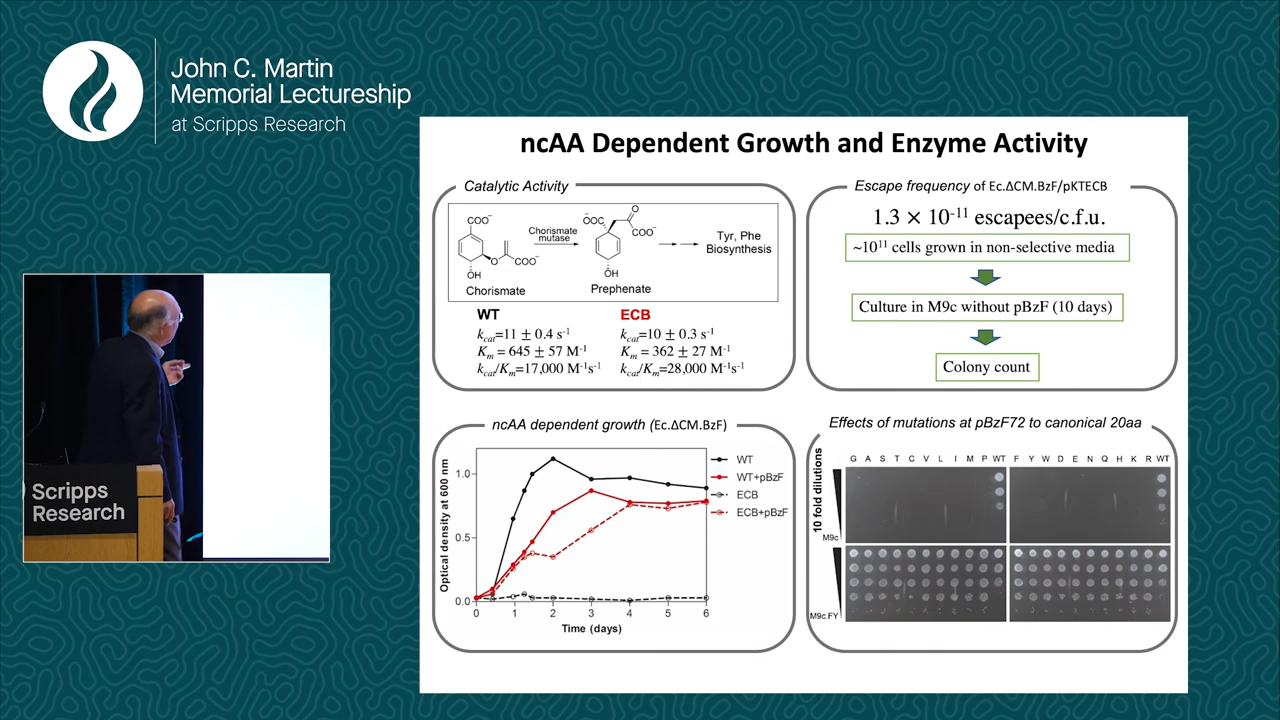 John C. Martin
Memorial Lectureship
at Scripps Research
Scripps
Research
ncAA Dependent Growth and Enzyme Activity
Catalytic Activity
COO⁻
O
COO⁻
OH
Chorismate
Chorismate
mutase
⁻OOC
O
COO⁻
OH
Prephenate
Tyr, Phe
Biosynthesis
WT
kcat=11 ± 0.4 s⁻¹
Km = 645 ± 57 M⁻¹
kcat/Km=17,000 M⁻¹s⁻¹
ECB
kcat=10 ± 0.3 s⁻¹
Km = 362 ± 27 M⁻¹
kcat/Km=28,000 M⁻¹s⁻¹
Escape frequency of Ec.ΔCM.BzF/pKTECB
1.3 × 10⁻¹¹ escapees/c.f.u.
~10¹¹ cells grown in non-selective media
Culture in M9c without pBzF (10 days)
Colony count
ncAA dependent growth (Ec.ΔCM.BzF)
Optical density at 600 nm
1.0
0.5
0.0
0 1 2 3 4 5 6
Time (days)
WT
WT+pBzF
ECB
ECB+pBzF
Effects of mutations at pBzF72 to canonical 20aa
G A S T C V L I M P WT F Y W D E N Q H K R WT
10 fold dilutions
M9c
M9c.FY